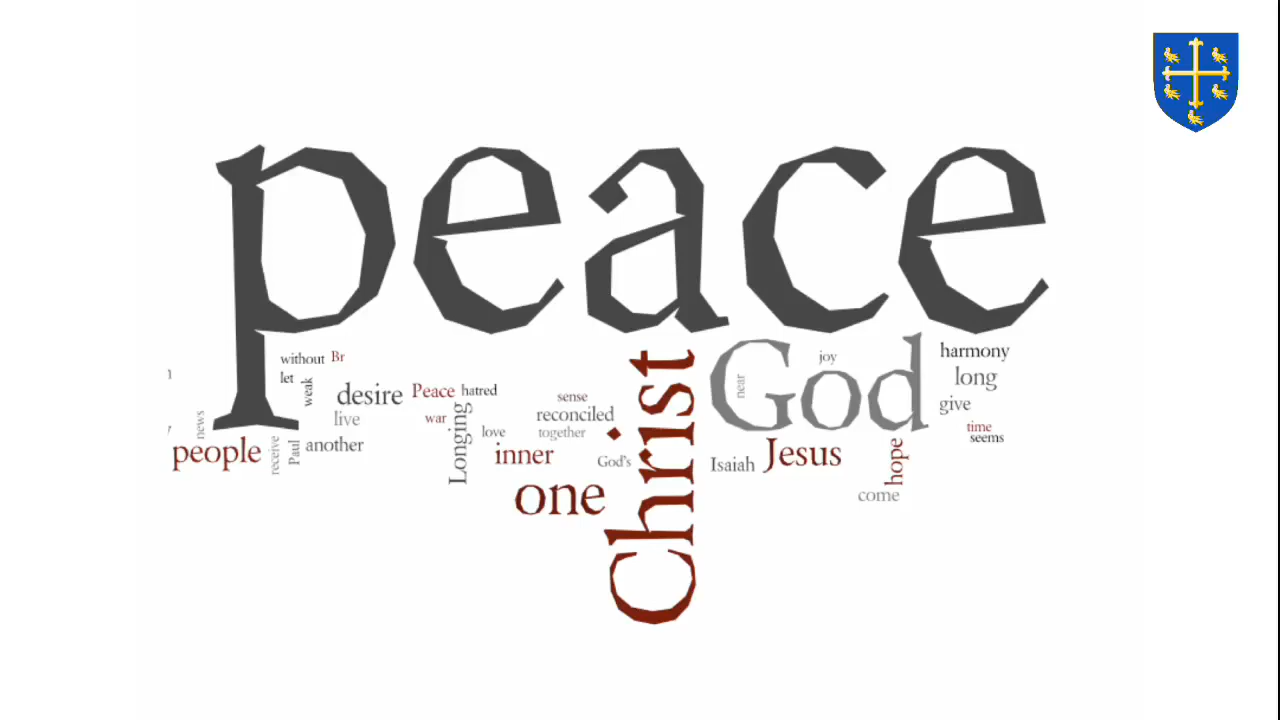 peace
without Br
let
weak
desire
Peace hatred
live
war
Longing
love
another
people
news
receive
Paul
sense
reconciled
together
inner
God's
one
Christ
God
near
joy
harmony
long
give
time
seems
Isaiah Jesus
hope
come